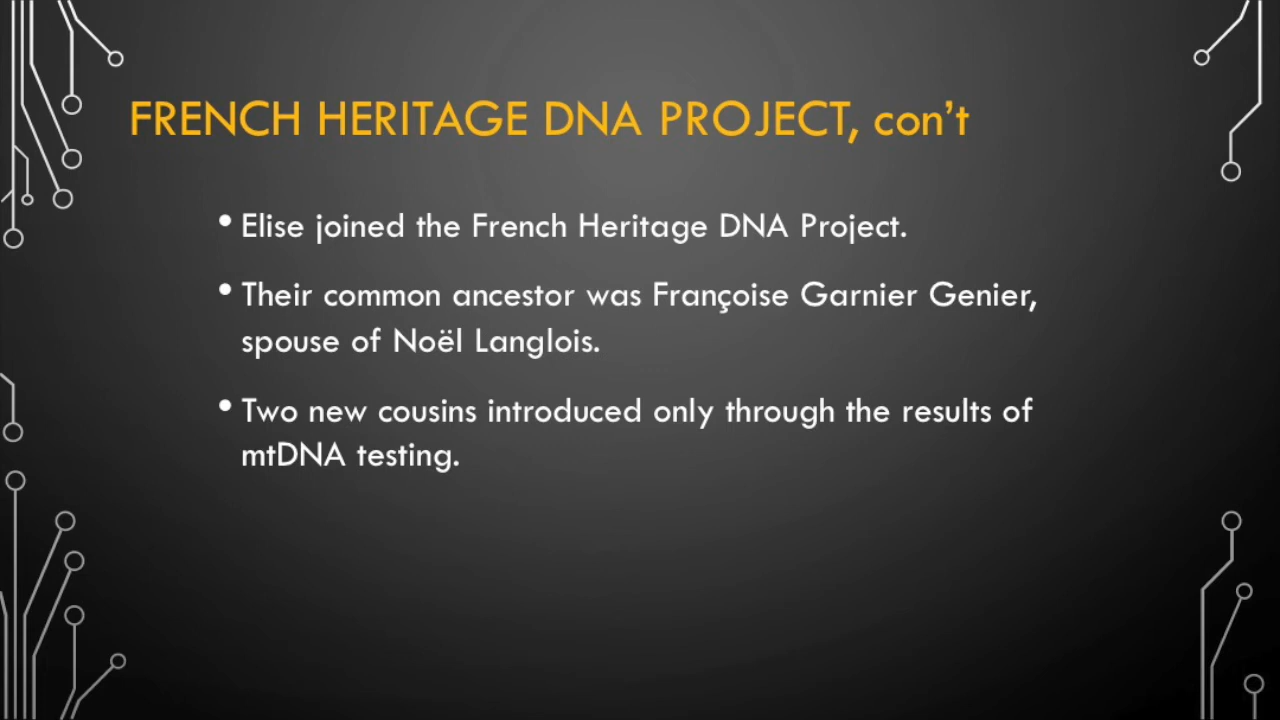 FRENCH HERITAGE DNA PROJECT, con’t
• Elise joined the French Heritage DNA Project.
• Their common ancestor was Françoise Garnier Genier,
spouse of Noël Langlois.
• Two new cousins introduced only through the results of
mtDNA testing.